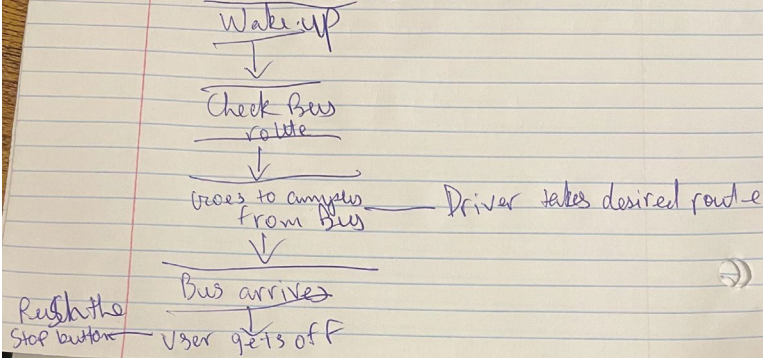 Wake up
Check Bus
route
Goes to campus
from Bus
Driver takes desired route
Bus arrives
Push the
Stop button
User gets off